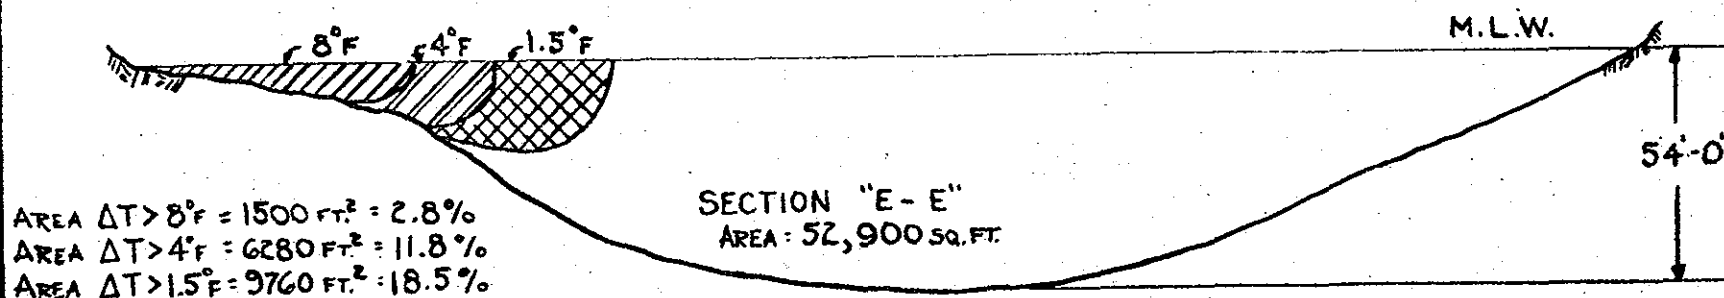 8°F 4°F 1.5°F M.L.W.
54'-0"
SECTION "E-E"
AREA: 52,900 SQ.FT.
AREA ΔT>8°F = 1500 FT.² = 2.8%
AREA ΔT>4°F = 6280 FT.² = 11.8%
AREA ΔT>1.5°F = 9760 FT.² = 18.5%